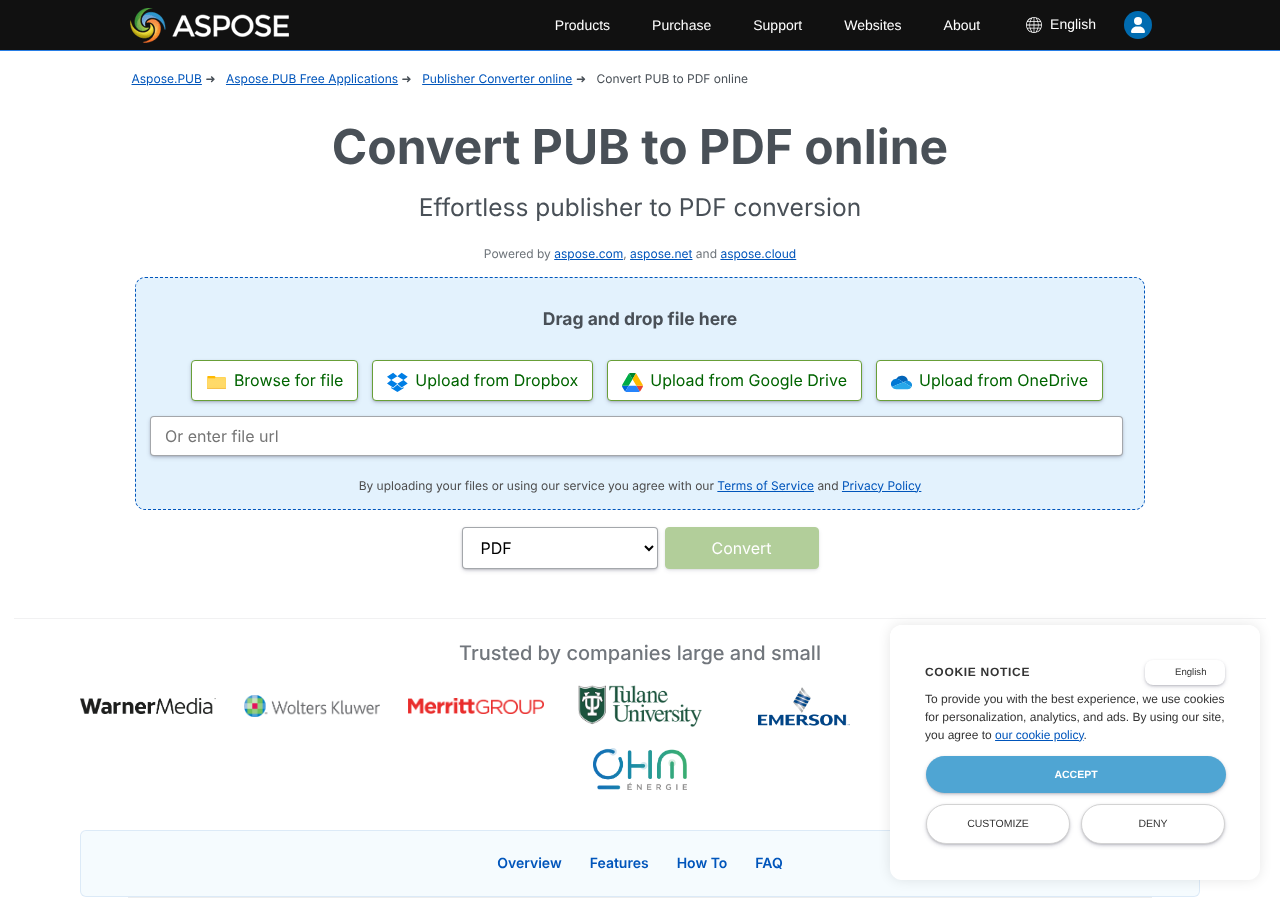 ASPOSE
Products Purchase Support Websites About English
Aspose.PUB ➜ Aspose.PUB Free Applications ➜ Publisher Converter online ➜ Convert PUB to PDF online
Convert PUB to PDF online
Effortless publisher to PDF conversion
Powered by aspose.com, aspose.net and aspose.cloud
Drag and drop file here
Browse for file
Upload from Dropbox
Upload from Google Drive
Upload from OneDrive
Or enter file url
By uploading your files or using our service you agree with our Terms of Service and Privacy Policy
PDF
Convert
Trusted by companies large and small
WarnerMedia
Wolters Kluwer
MerrittGROUP
Tulane
University
EMERSON
OHM
ENERGIE
Overview Features How To FAQ
COOKIE NOTICE
English
To provide you with the best experience, we use cookies
for personalization, analytics, and ads. By using our site,
you agree to our cookie policy.
ACCEPT
CUSTOMIZE
DENY